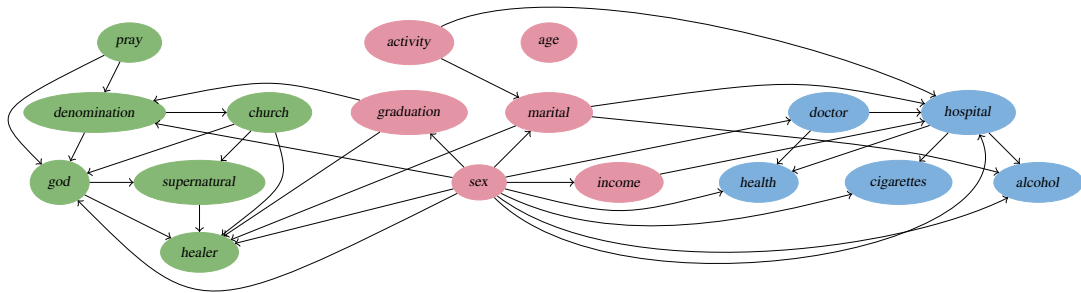 pray
activity
age
denomination
church
graduation
marital
doctor
hospital
god
supernatural
sex
income
health
cigarettes
alcohol
healer